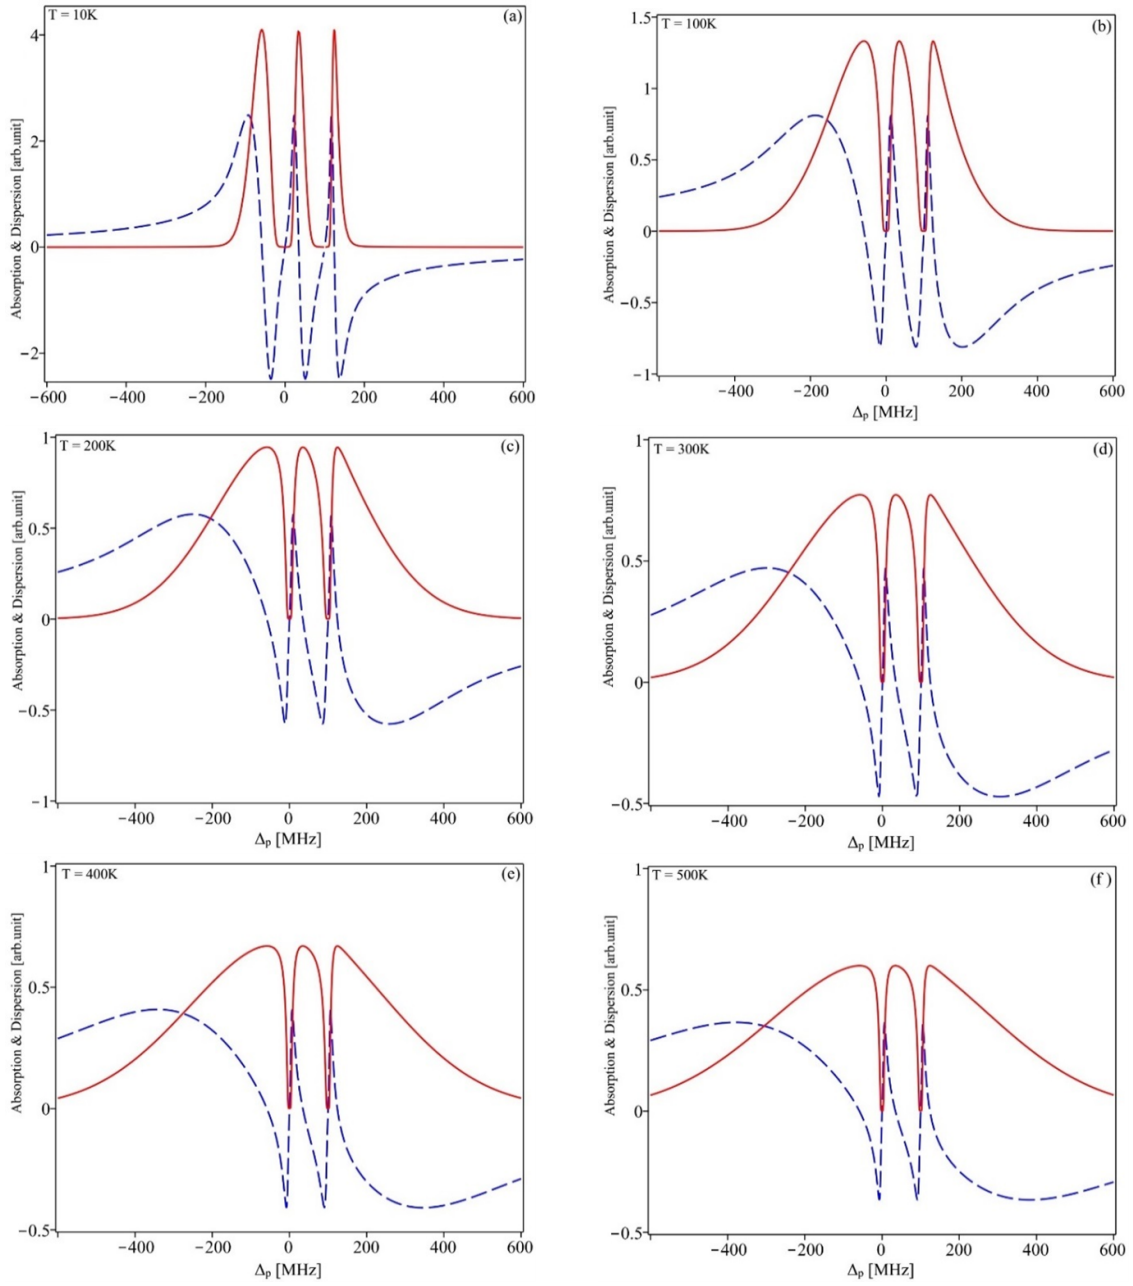 T = 10K
(a)
Absorption & Dispersion [arb.unit]
4
2
0
−2
−600
−400
−200
0
200
400
600
T = 100K
(b)
Absorption & Dispersion [arb.unit]
1.5
1
0.5
0
−0.5
−1
−400
−200
0
200
400
600
Δp [MHz]
T = 200K
(c)
Absorption & Dispersion [arb.unit]
1
0.5
0
−0.5
−1
−400
−200
0
200
400
600
Δp [MHz]
T = 300K
(d)
Absorption & Dispersion [arb.unit]
1
0.5
0
−0.5
−400
−200
0
200
400
600
Δp [MHz]
T = 400K
(e)
Absorption & Dispersion [arb.unit]
1
0.5
0
−0.5
−400
−200
0
200
400
600
Δp [MHz]
T = 500K
(f )
Absorption & Dispersion [arb.unit]
1
0.5
0
−0.5
−400
−200
0
200
400
600
Δp [MHz]